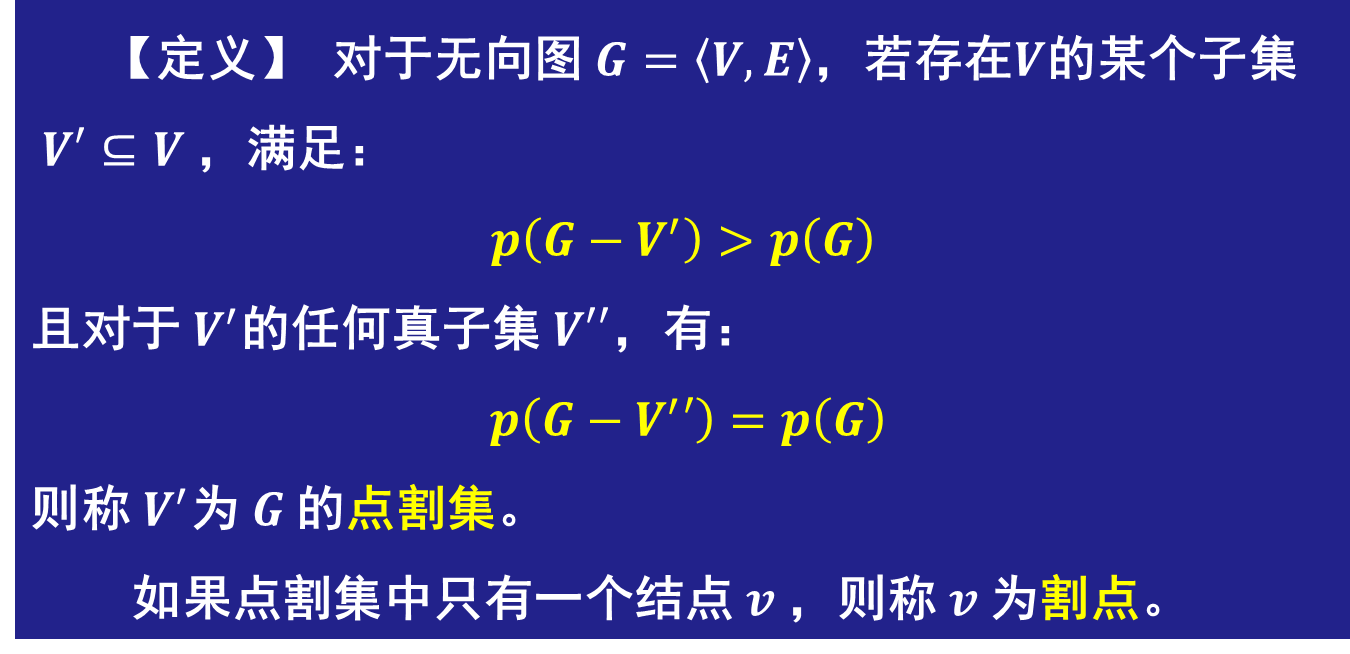 【定义】 对于无向图 G = ⟨V, E⟩，若存在V的某个子集
V′ ⊆ V ，满足：
p(G − V′) > p(G)
且对于 V′的任何真子集 V′′，有：
p(G − V′′) = p(G)
则称 V′为 G 的点割集。
如果点割集中只有一个结点 v ，则称 v 为割点。